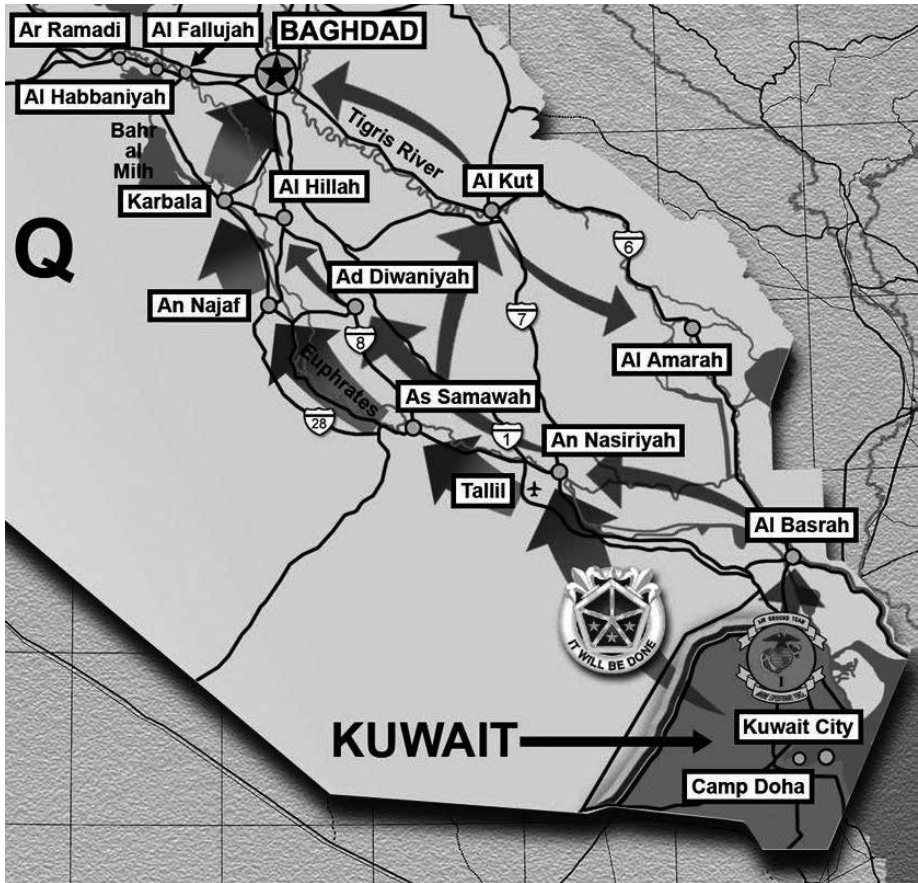 Ar Ramadi
Al Fallujah
BAGHDAD
Al Habbaniyah
Bahr
al
Milh
Tigris River
Karbala
Al Hillah
Al Kut
Q
6
An Najaf
Ad Diwaniyah
7
8
Al Amarah
Euphrates
As Samawah
28
1
An Nasiriyah
Tallil
Al Basrah
IT WILL BE DONE
AIR GROUND TEAM
I
KUWAIT
Kuwait City
Camp Doha